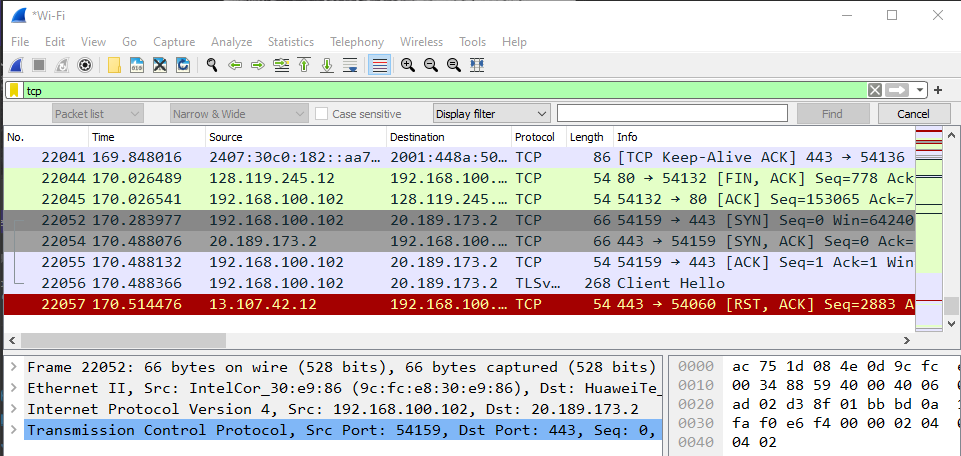 *Wi-Fi
File Edit View Go Capture Analyze Statistics Telephony Wireless Tools Help
tcp
Packet list Narrow & Wide Case sensitive Display filter Find Cancel
No. Time Source Destination Protocol Length Info
22041 169.848016 2407:30c0:182::aa7… 2001:448a:50… TCP 86 [TCP Keep-Alive ACK] 443 → 54136
22044 170.026489 128.119.245.12 192.168.100.… TCP 54 80 → 54132 [FIN, ACK] Seq=778 Ack
22045 170.026541 192.168.100.102 128.119.245.… TCP 54 54132 → 80 [ACK] Seq=153065 Ack=7
22052 170.283977 192.168.100.102 20.189.173.2 TCP 66 54159 → 443 [SYN] Seq=0 Win=64240
22054 170.488076 20.189.173.2 192.168.100.… TCP 66 443 → 54159 [SYN, ACK] Seq=0 Ack=
22055 170.488132 192.168.100.102 20.189.173.2 TCP 54 54159 → 443 [ACK] Seq=1 Ack=1 Win
22056 170.488366 192.168.100.102 20.189.173.2 TLSv… 268 Client Hello
22057 170.514476 13.107.42.12 192.168.100.… TCP 54 443 → 54060 [RST, ACK] Seq=2883 A
Frame 22052: 66 bytes on wire (528 bits), 66 bytes captured (528 bits)
Ethernet II, Src: IntelCor_30:e9:86 (9c:fc:e8:30:e9:86), Dst: HuaweiTe_
Internet Protocol Version 4, Src: 192.168.100.102, Dst: 20.189.173.2
Transmission Control Protocol, Src Port: 54159, Dst Port: 443, Seq: 0,
0000 ac 75 1d 08 4e 0d 9c fc
0010 00 34 88 59 40 00 40 06
0020 ad 02 d3 8f 01 bb bd 0a
0030 fa f0 e6 f4 00 00 02 04
0040 04 02